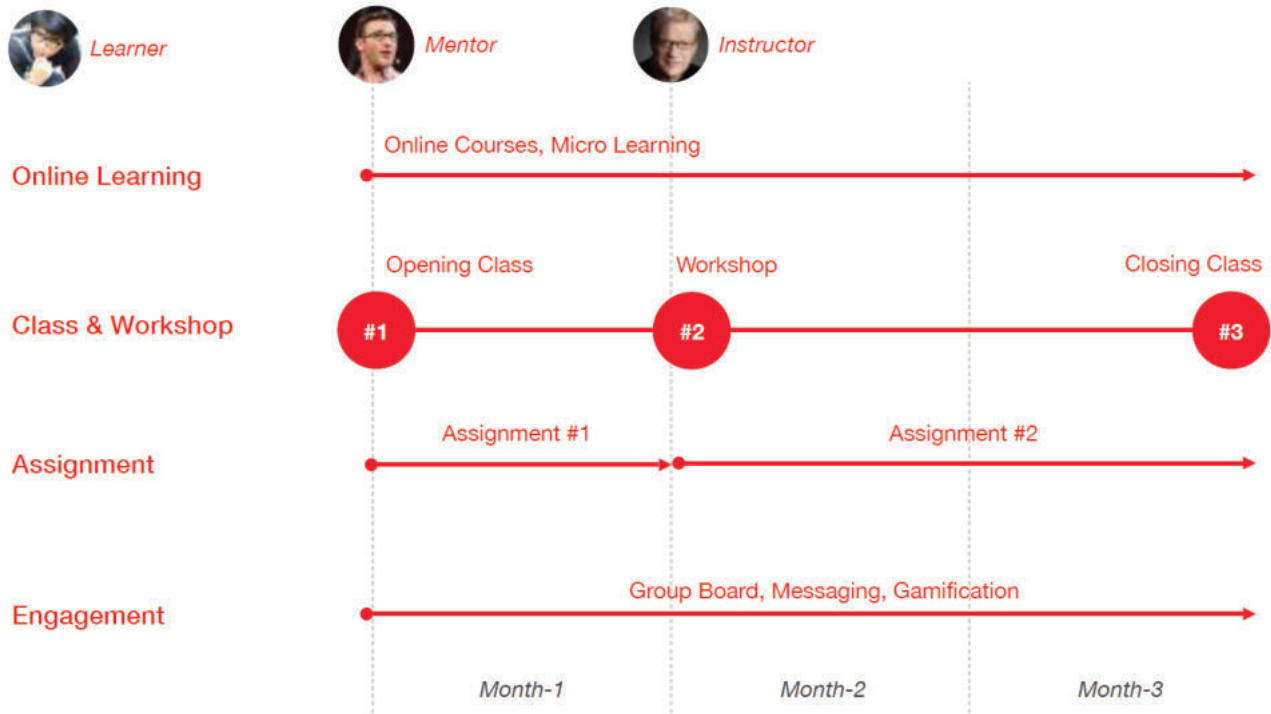 Learner
Mentor
Instructor
Online Courses, Micro Learning
Online Learning
Opening Class
Workshop
Closing Class
Class & Workshop
#1
#2
#3
Assignment #1
Assignment #2
Assignment
Group Board, Messaging, Gamification
Engagement
Month-1
Month-2
Month-3